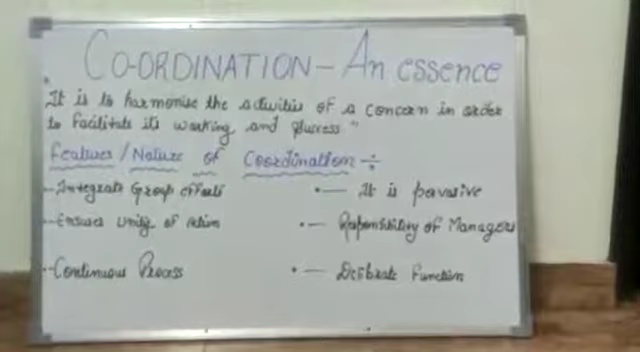 CO-ORDINATION - An essence
"It is to harmonise the activities of a concern in order
to facilitate its working and success"
Features/Nature of Coordination :-
- Integrate Group efforts
- Ensures Unity of Action
- Continuous Process
• — It is pervasive
• — Responsibility of Managers
• — Delibrate Function